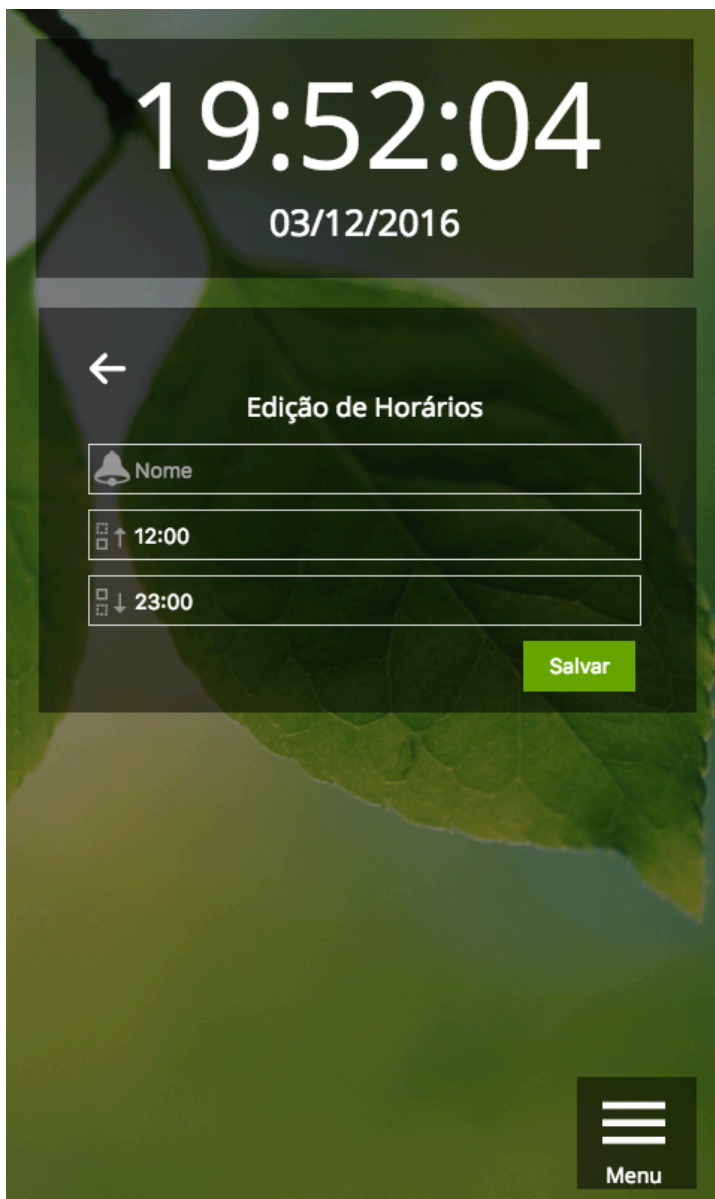 19:52:04
03/12/2016
Edição de Horários
Nome
12:00
23:00
Salvar
Menu